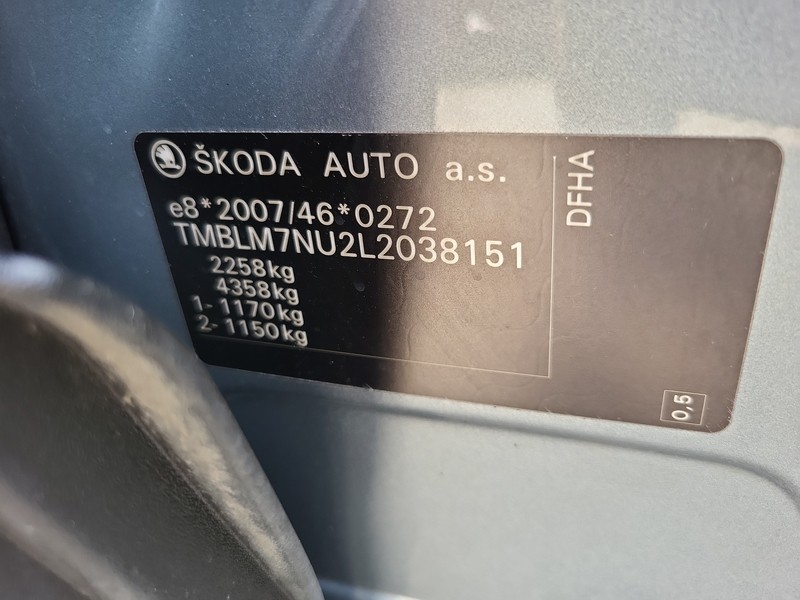 ŠKODA AUTO a.s.
e8*2007/46*0272
TMBLM7NU2L2038151
2258kg
4358kg
1- 1170kg
2- 1150kg
DFHA
0,5